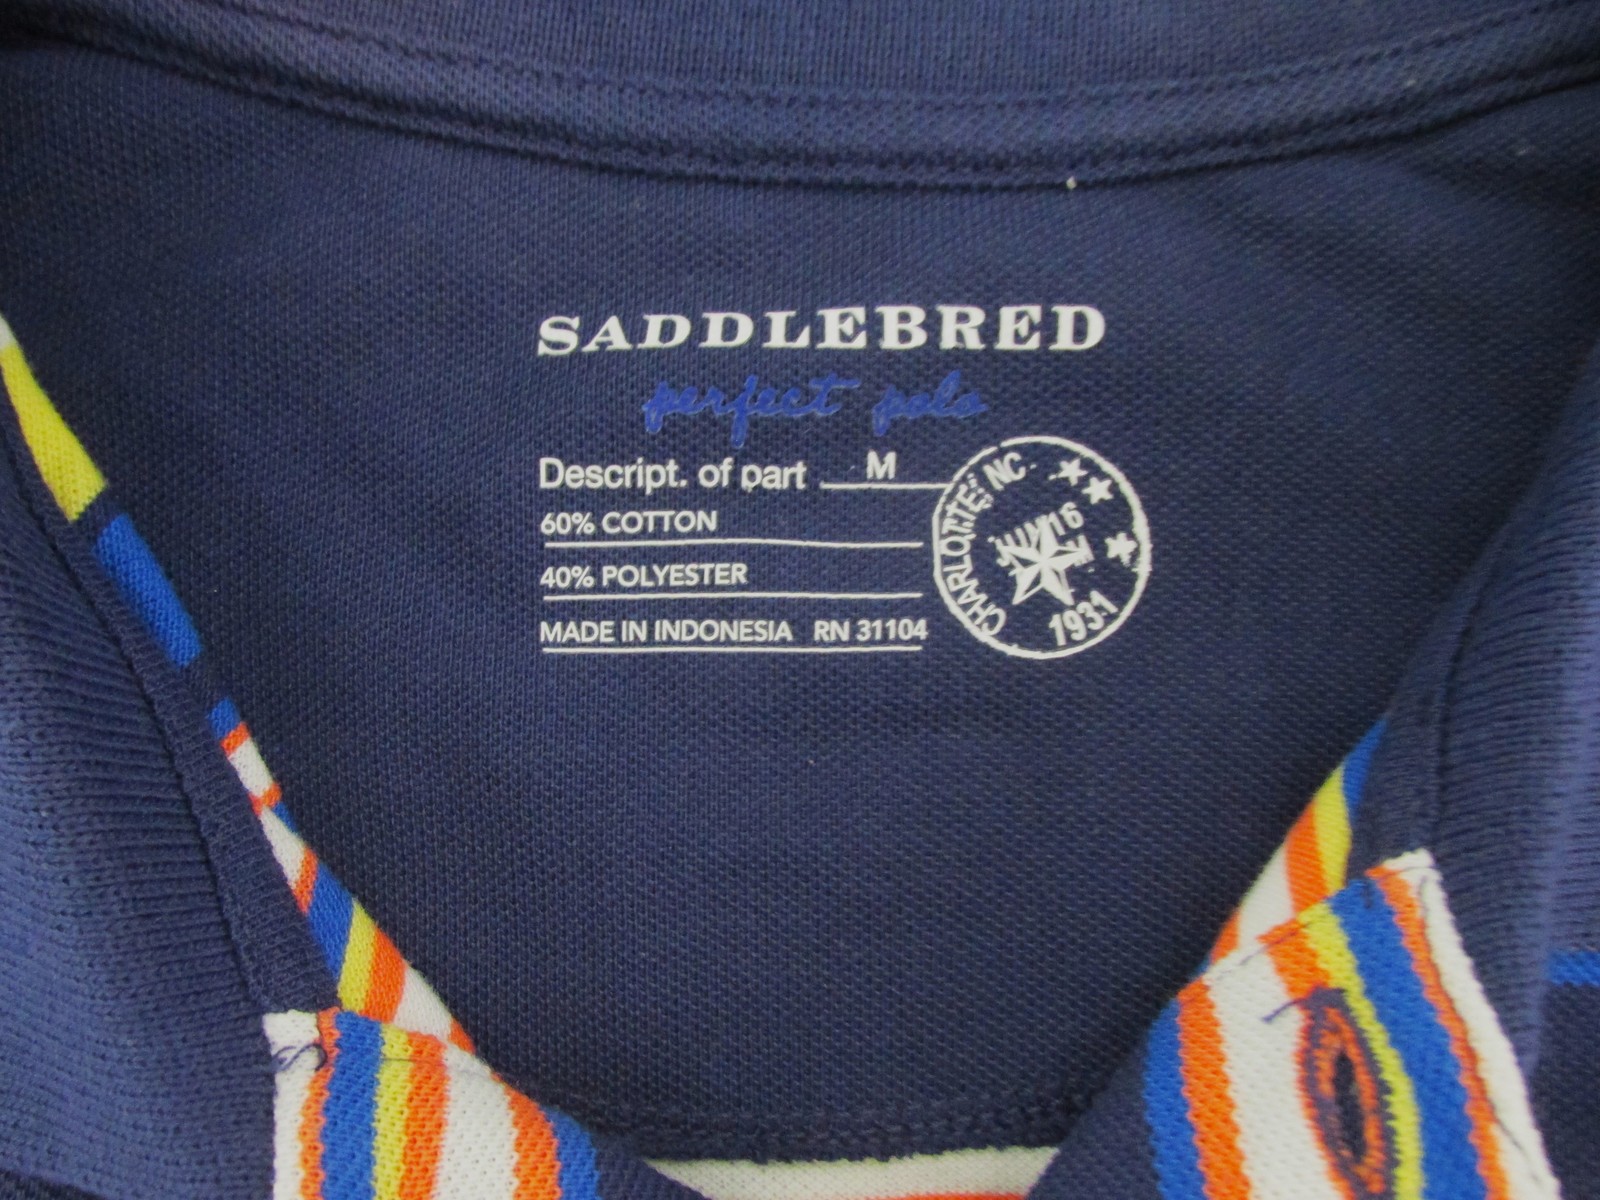 SADDLEBRED
perfect polo
Descript. of part M
60% COTTON
40% POLYESTER
MADE IN INDONESIA RN 31104
CHARLOTTE, NC
JUN 16
1931